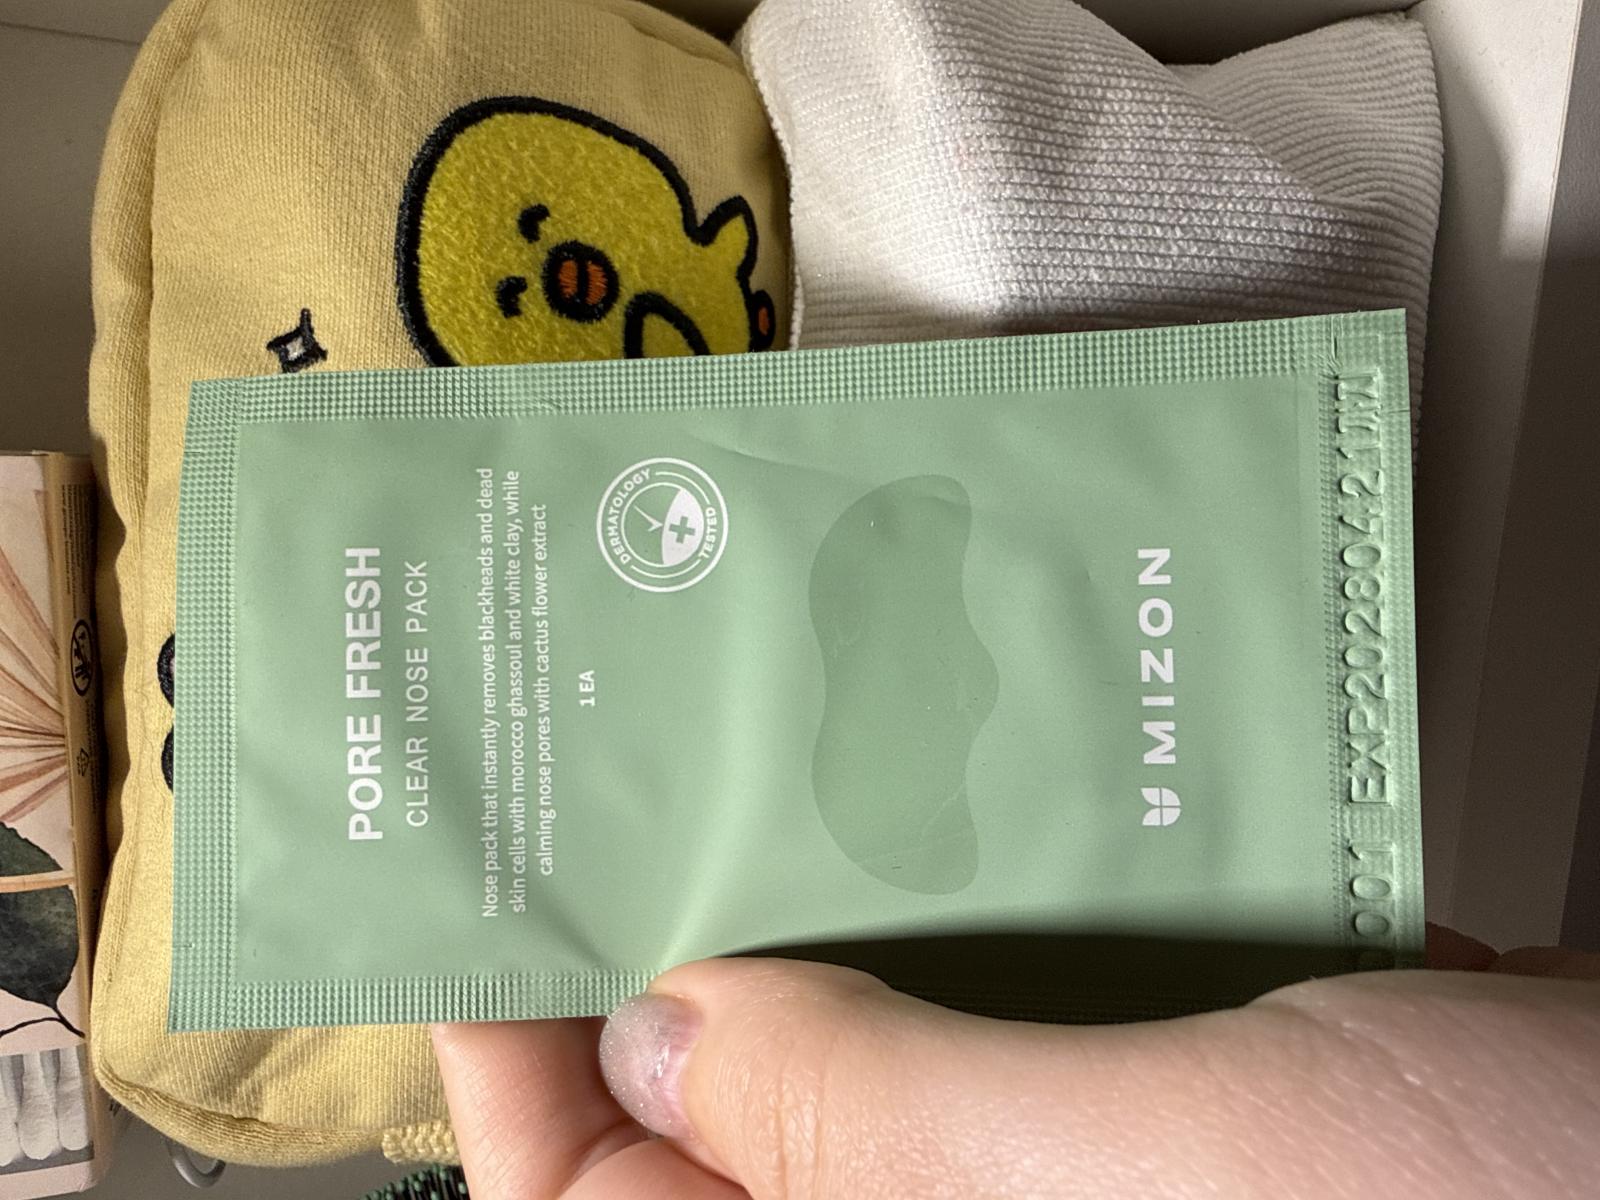 PORE FRESH
CLEAR NOSE PACK
Nose pack that instantly removes blackheads and dead
skin cells with morocco ghassoul and white clay, while
calming nose pores with cactus flower extract
1 EA
DERMATOLOGY
TESTED
MIZON
EXP20280421